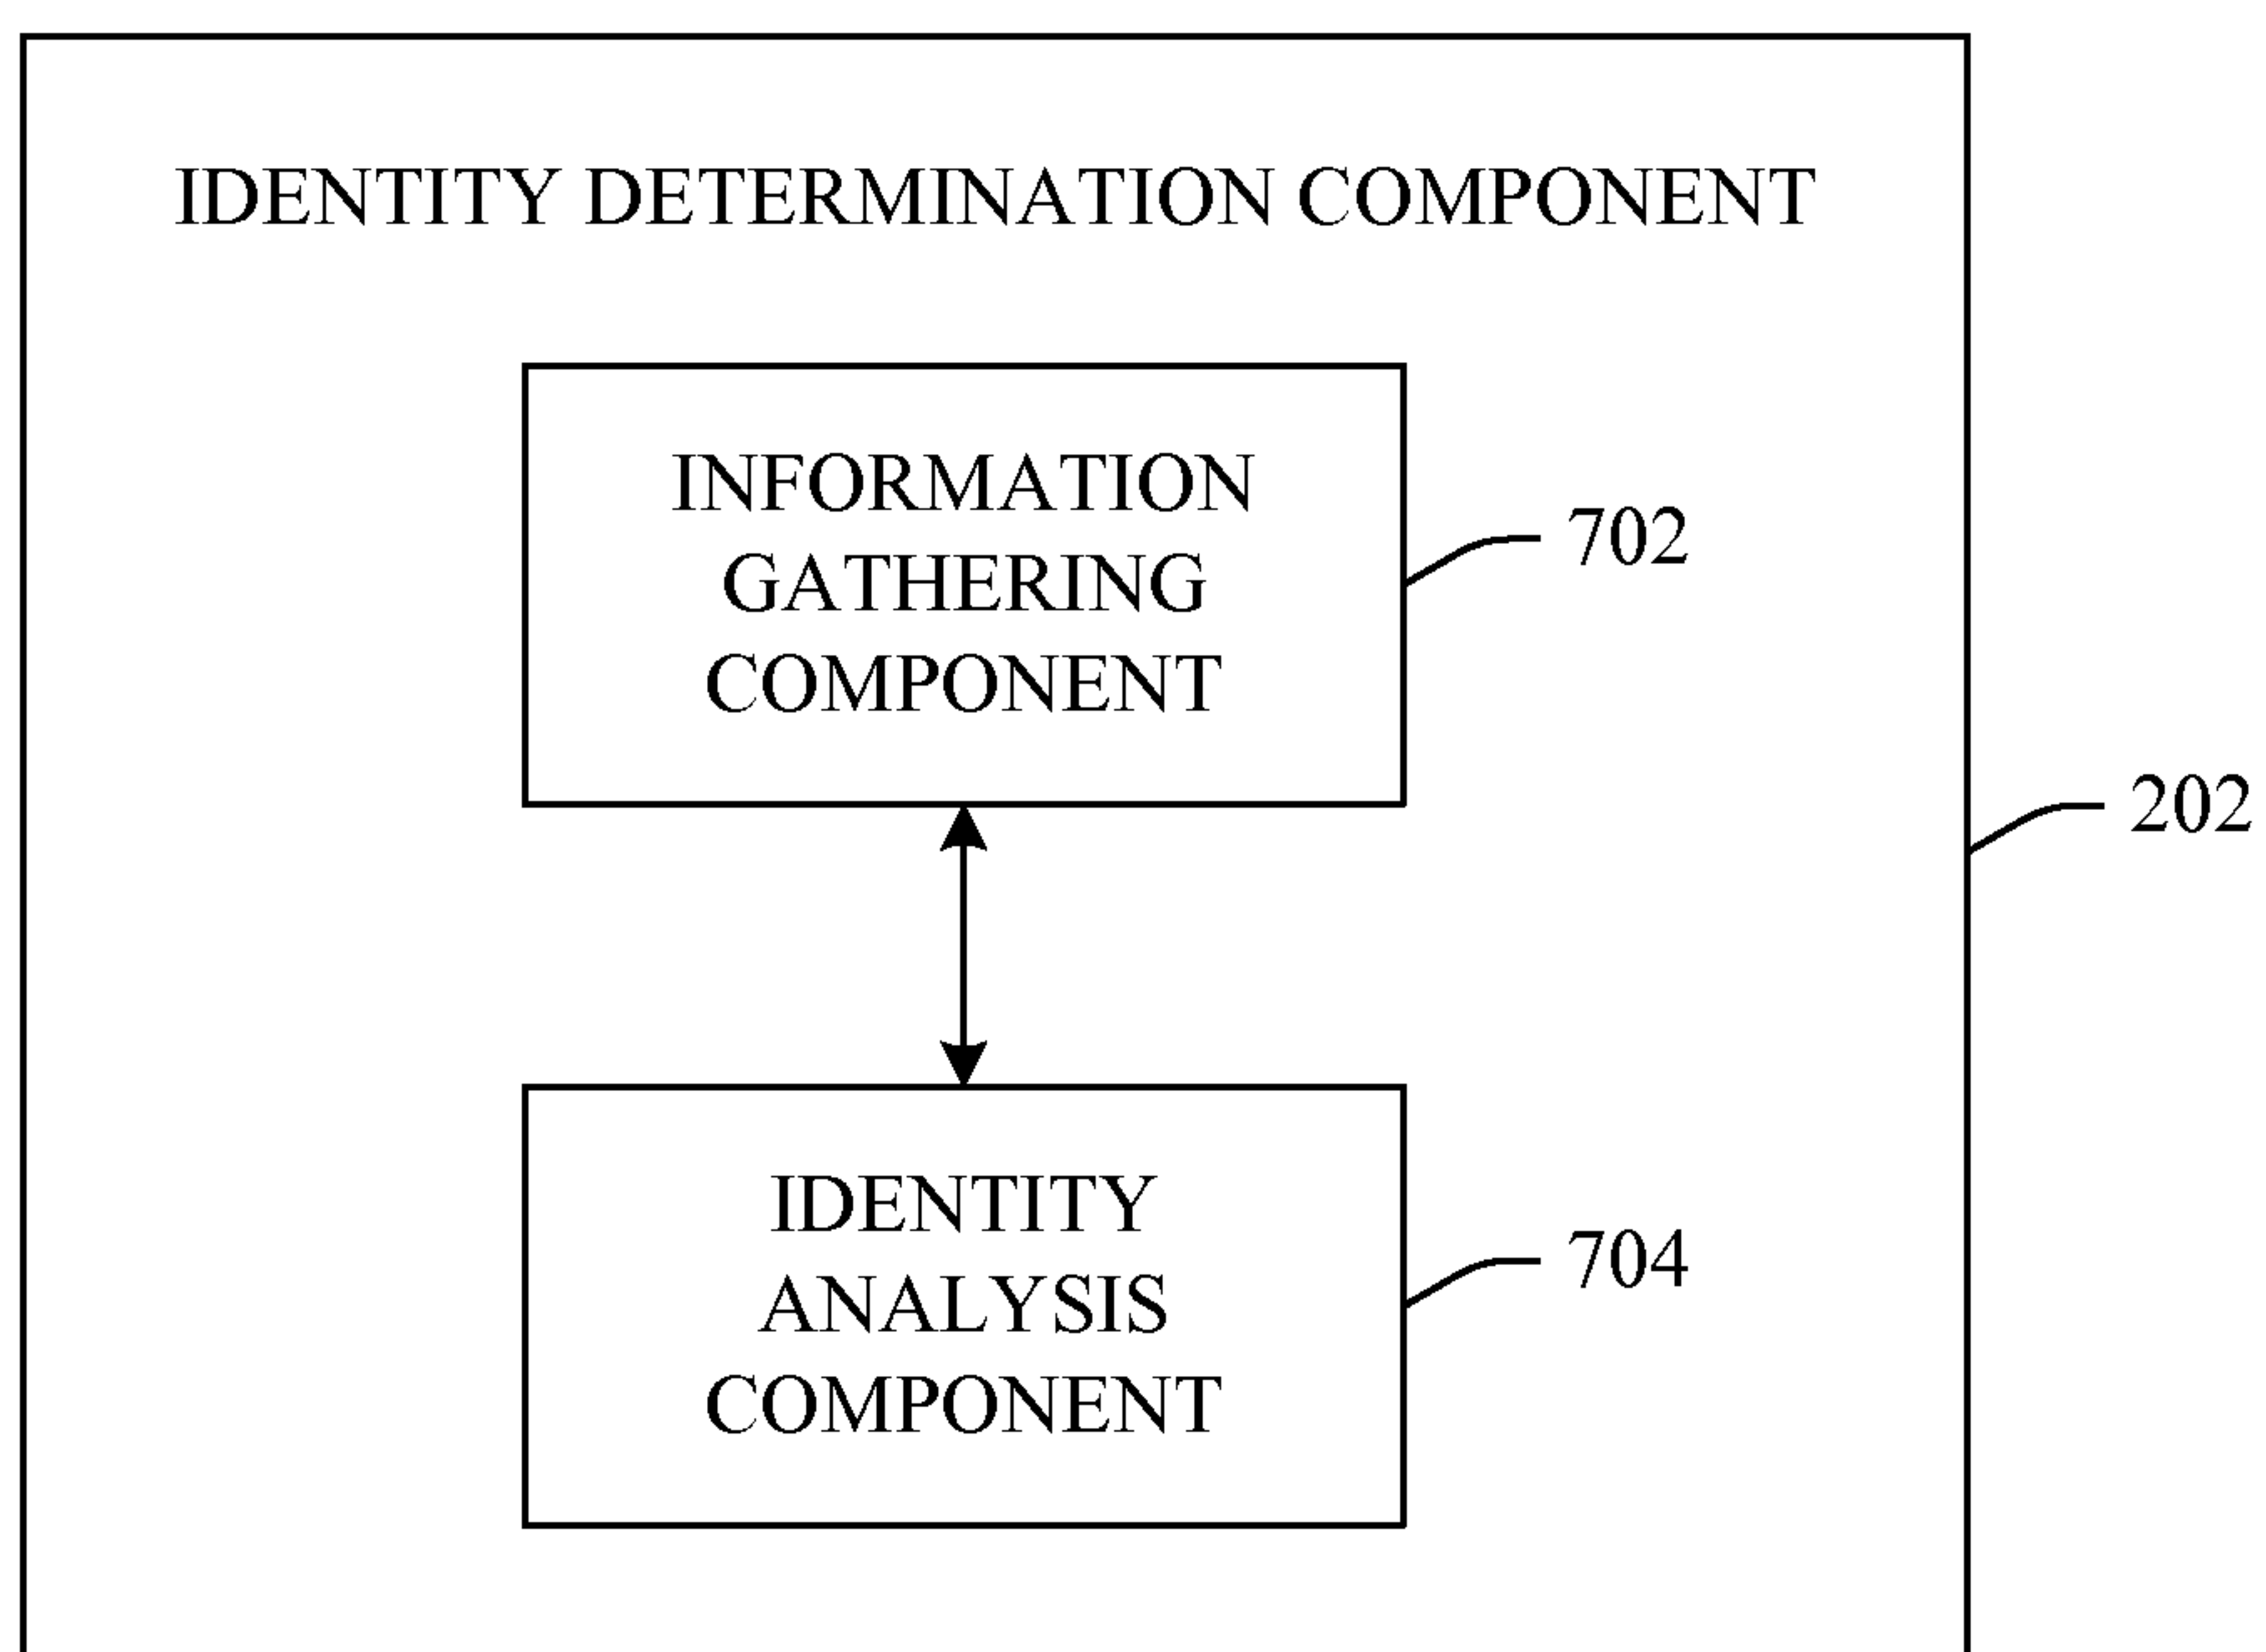 IDENTITY DETERMINATION COMPONENT
INFORMATION
GATHERING
COMPONENT
702
202
IDENTITY
ANALYSIS
COMPONENT
704